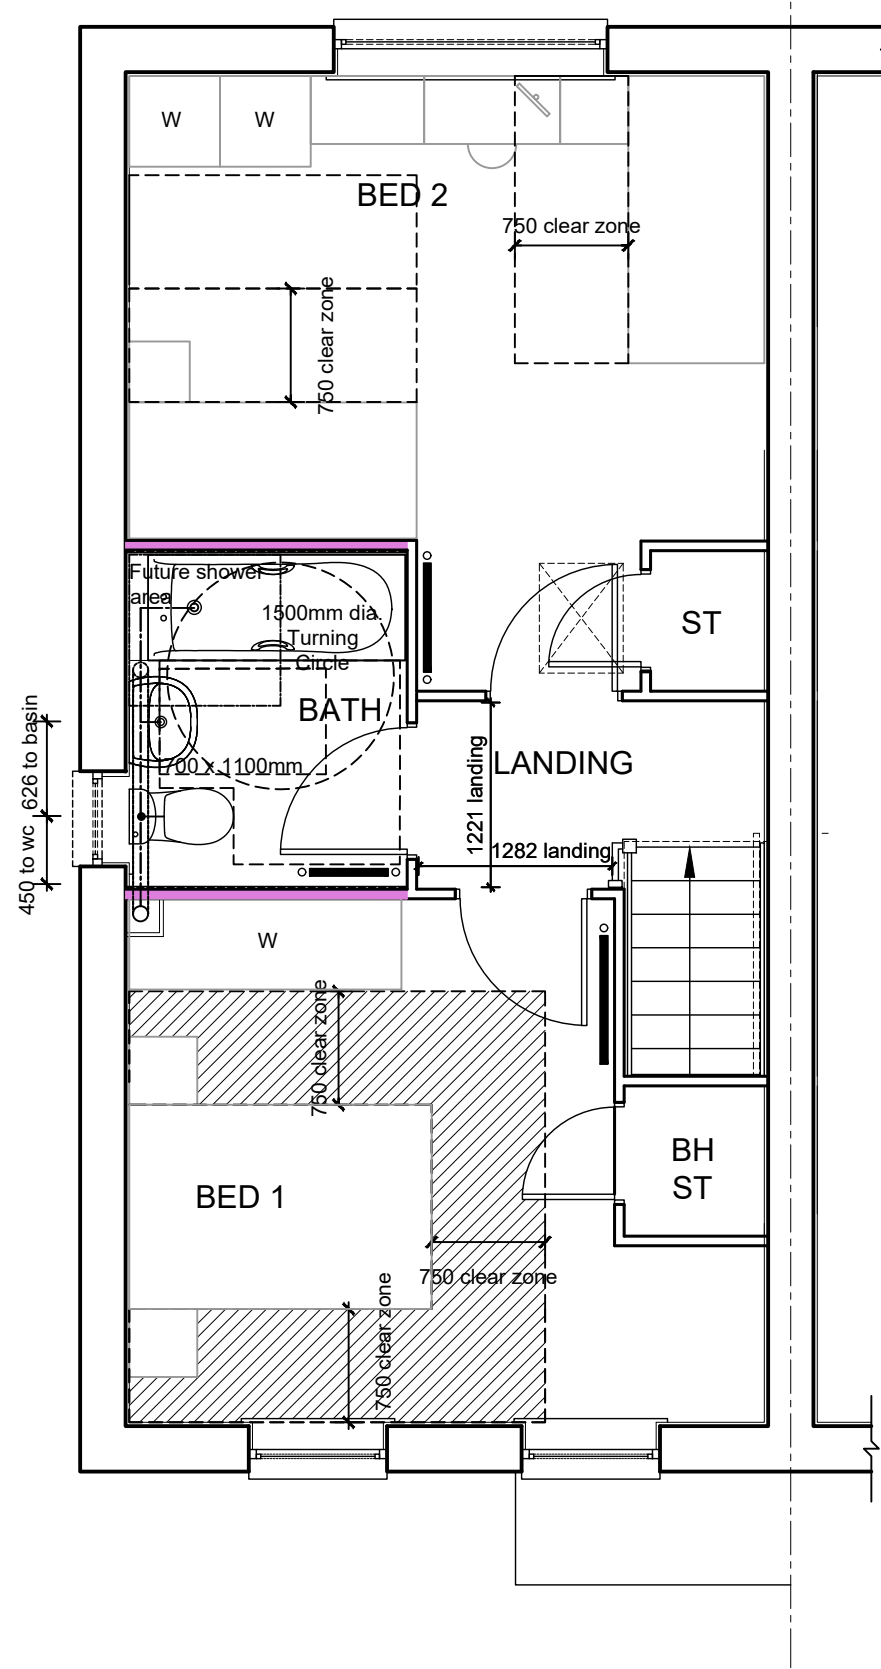 W
W
BED 2
750 clear zone
750 clear zone
Future shower
area
1500mm dia.
Turning
Circle
ST
BATH
626 to basin
700 x 1100mm
LANDING
1221 landing
1282 landing
450 to wc
W
750 clear zone
BH
ST
BED 1
750 clear zone
750 clear zone